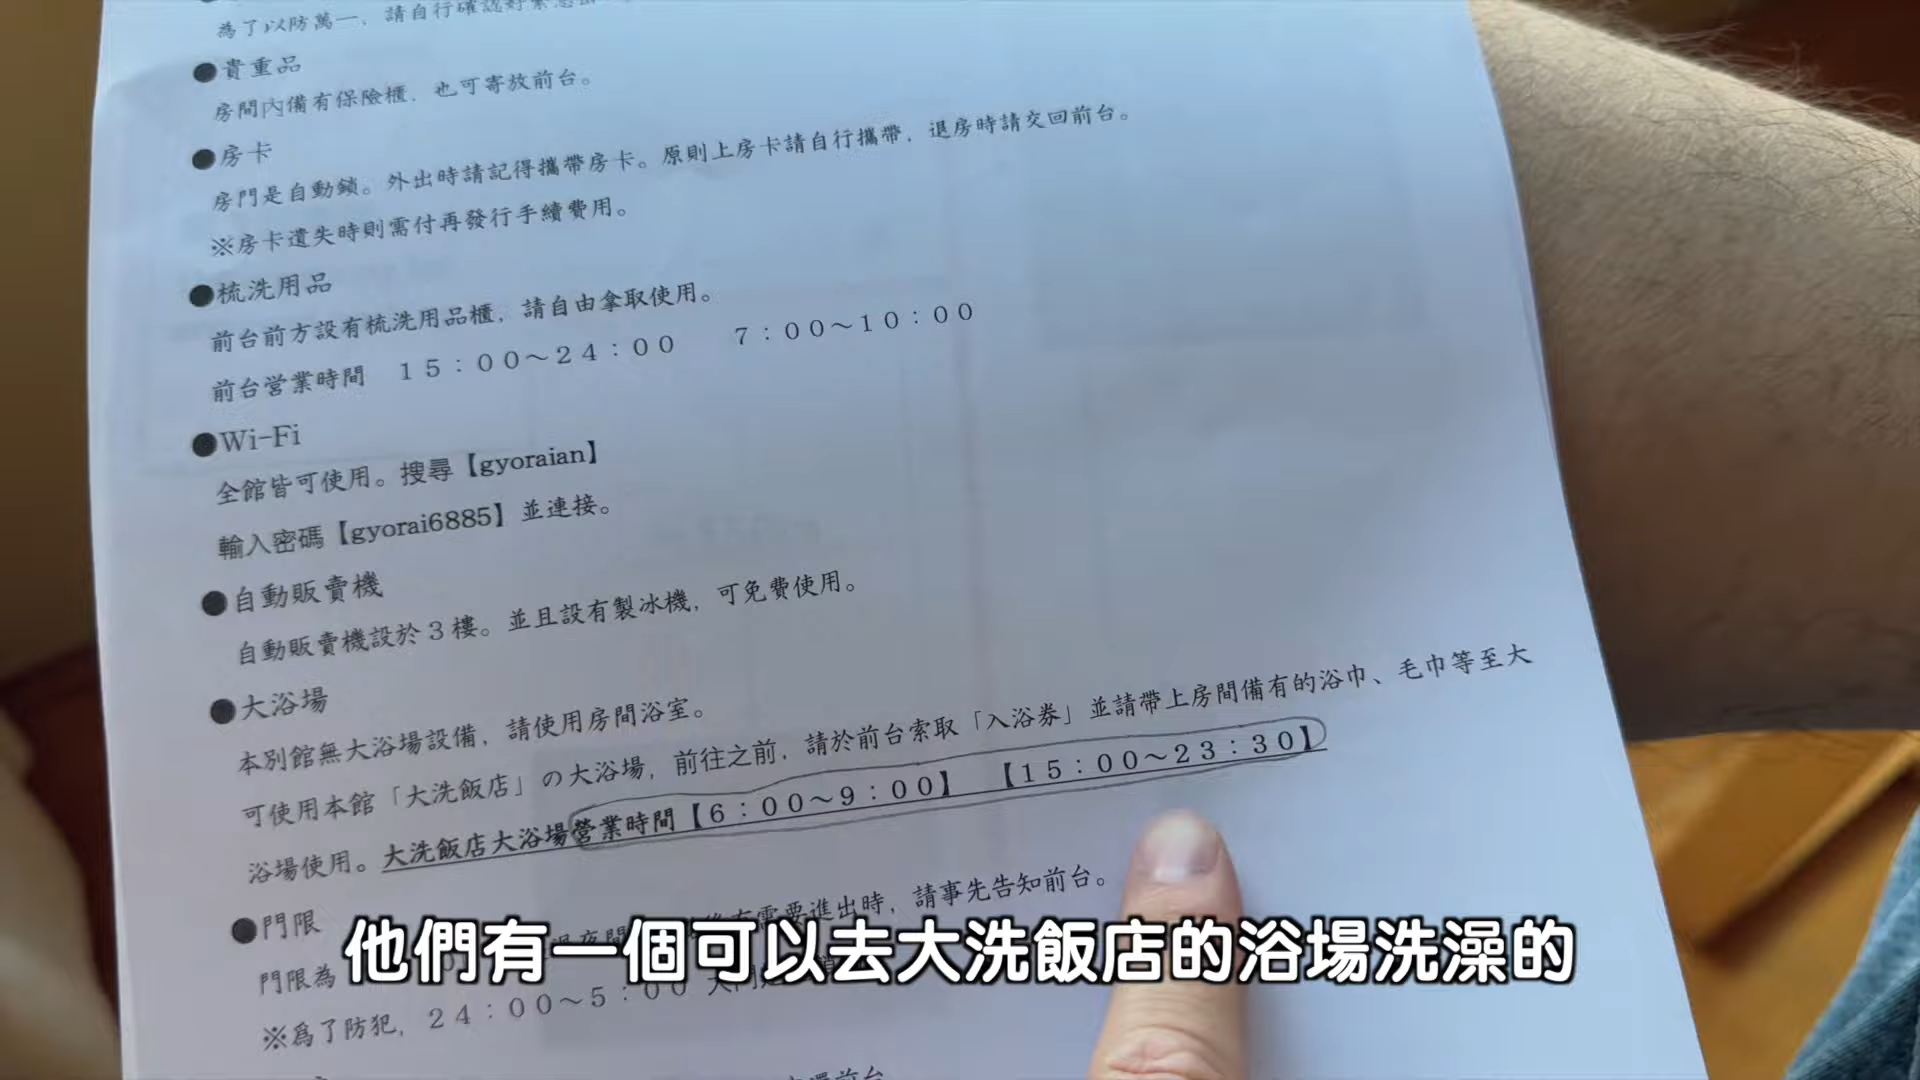 為了以防萬一，請自行確認好緊急
●貴重品
房間內備有保險櫃，也可寄放前台。
●房卡
房門是自動鎖。外出時請記得攜帶房卡。原則上房卡請自行攜帶，退房時請交回前台。
※房卡遺失時則需付再發行手續費用。
●梳洗用品
前台前方設有梳洗用品櫃，請自由拿取使用。
前台営業時間　１５：００～２４：００　　７：００～１０：００
●Wi-Fi
全館皆可使用。搜尋【gyoraian】
輸入密碼【gyorai6885】並連接。
●自動販賣機
自動販賣機設於３樓。並且設有製冰機，可免費使用。
●大浴場
本別館無大浴場設備，請使用房間浴室。
可使用本館「大洗飯店」の大浴場，前往之前，請於前台索取「入浴券」並請帶上房間備有的浴巾、毛巾等至大
浴場使用。大洗飯店大浴場営業時間【６：００～９：００】　【１５：００～２３：３０】
●門限
門限為 需要進出時，請事先告知前台。
※為了防犯，２４：００～５：００
他們有一個可以去大洗飯店的浴場洗澡的
前台